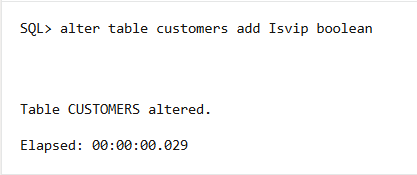 SQL> alter table customers add Isvip boolean
Table CUSTOMERS altered.
Elapsed: 00:00:00.029